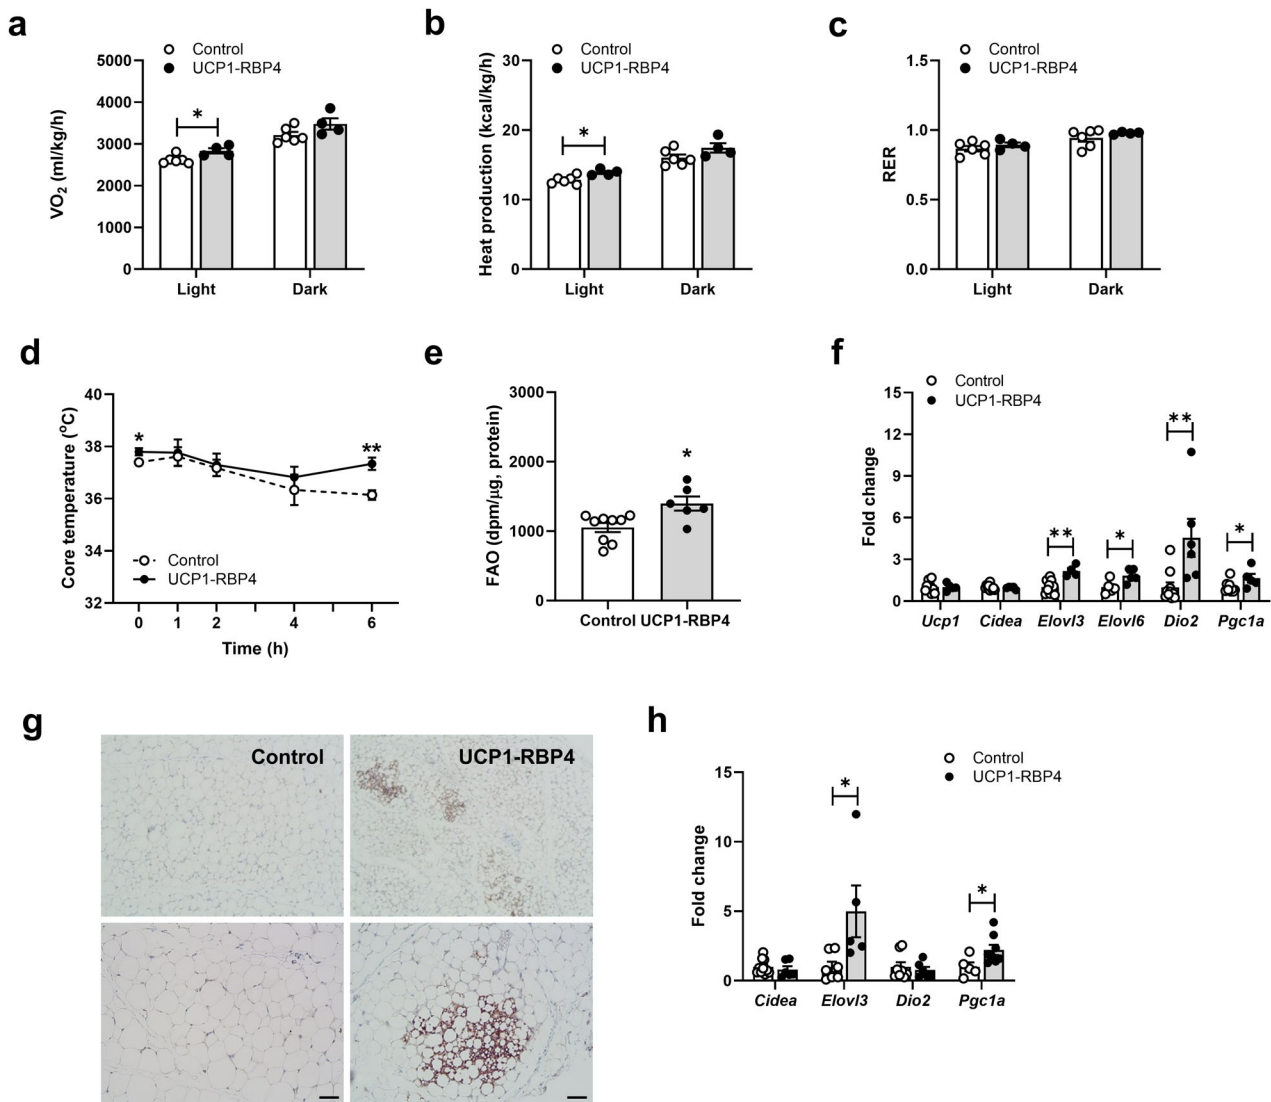 a
Control
UCP1-RBP4
5000
4000
3000
2000
1000
0
VO2 (ml/kg/h)
*
Light Dark
b
Control
UCP1-RBP4
30
20
10
0
Heat production (kcal/kg/h)
*
Light Dark
c
Control
UCP1-RBP4
1.5
1.0
0.5
0.0
RER
Light Dark
d
40
38
36
34
32
Core temperature (°C)
*
**
Control
UCP1-RBP4
0 1 2 4 6
Time (h)
e
3000
2000
1000
0
FAO (dpm/µg, protein)
*
Control UCP1-RBP4
f
Control
UCP1-RBP4
15
12
9
6
3
0
Fold change
**
*
**
*
Ucp1 Cidea Elovl3 Elovl6 Dio2 Pgc1a
g
Control UCP1-RBP4
h
Control
UCP1-RBP4
15
10
5
0
Fold change
*
*
Cidea Elovl3 Dio2 Pgc1a